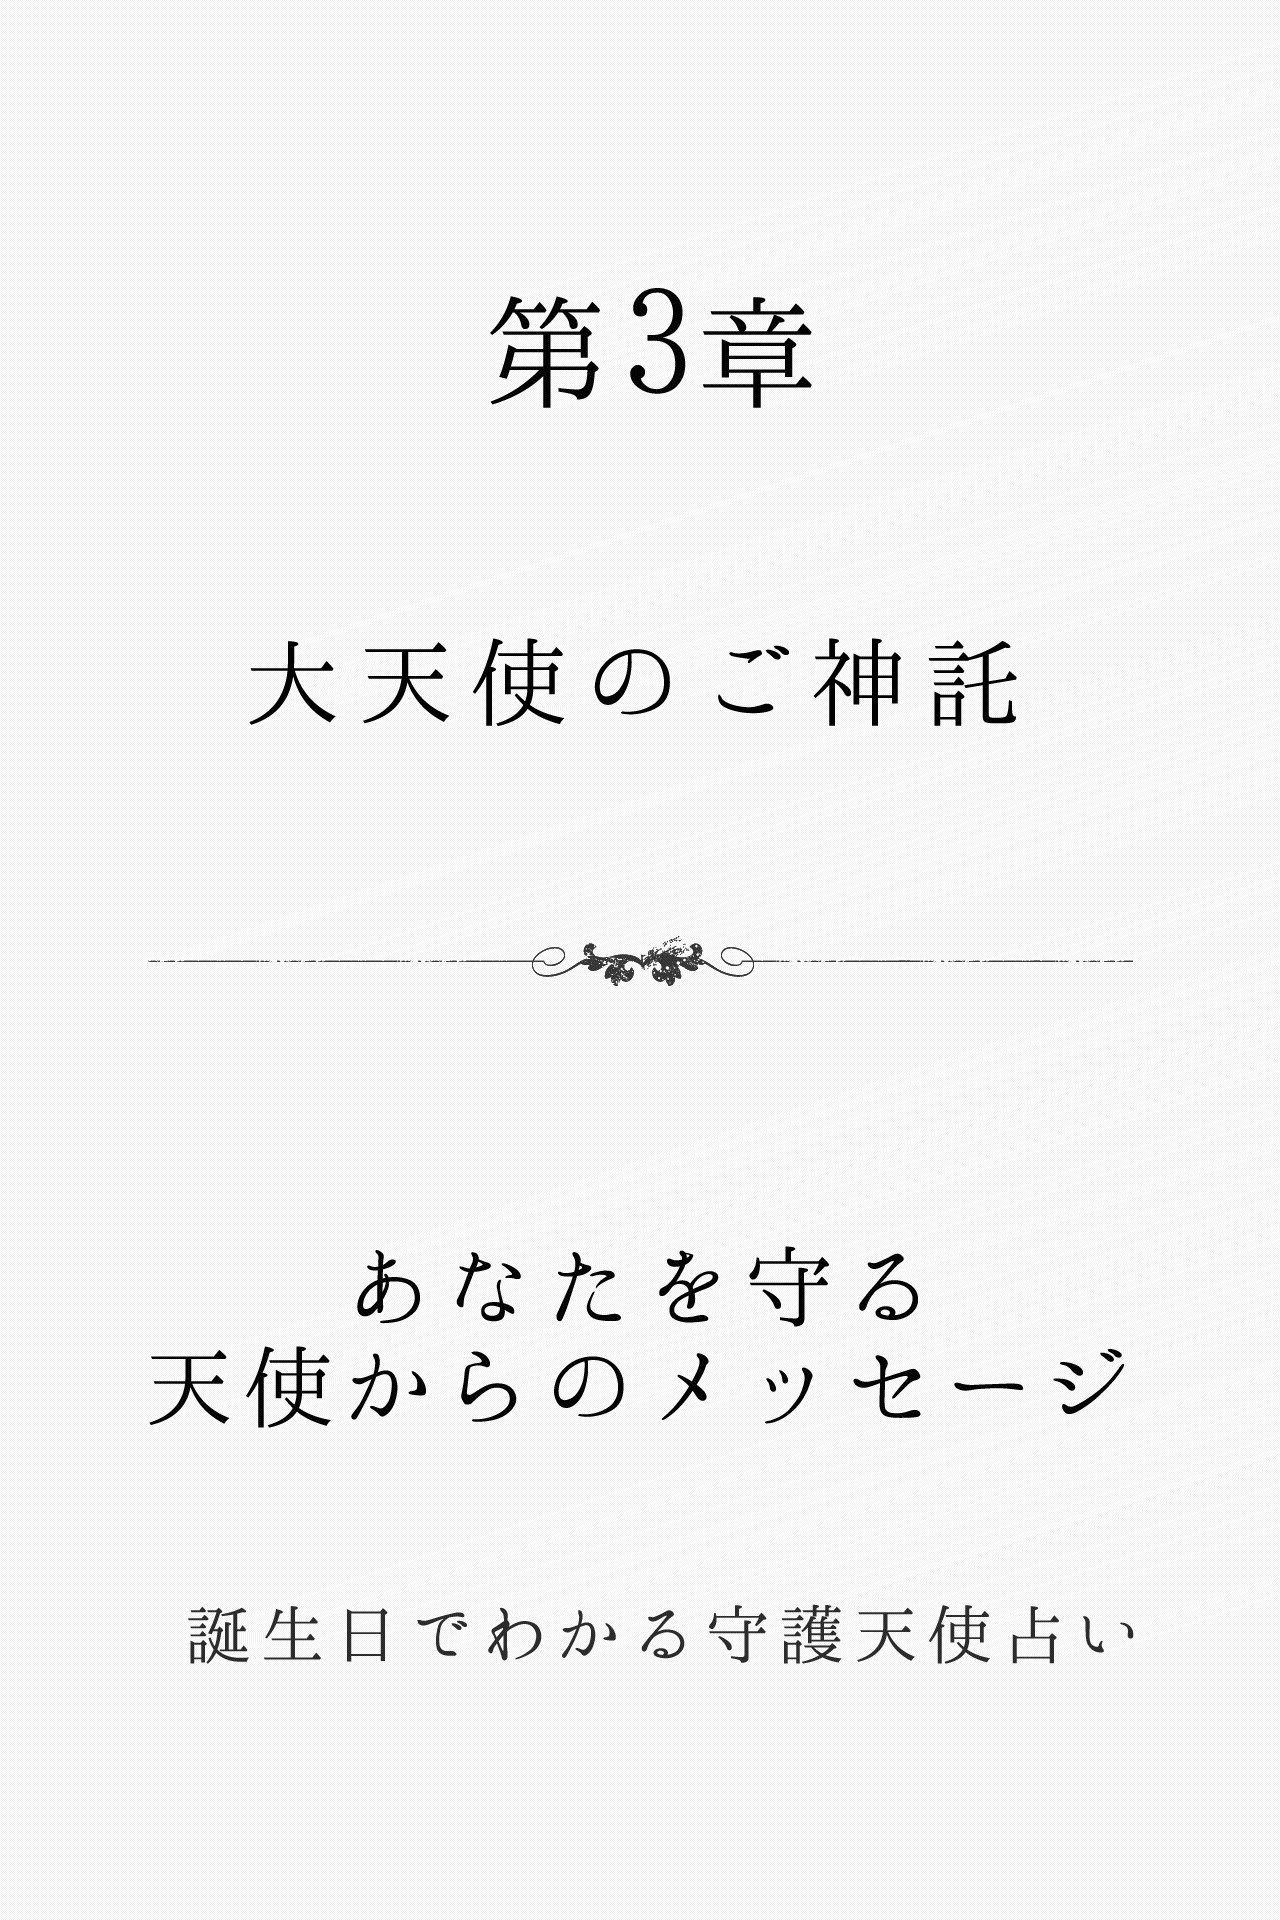 第3章
大天使のご神託
あなたを守る
天使からのメッセージ
誕生日でわかる守護天使占い